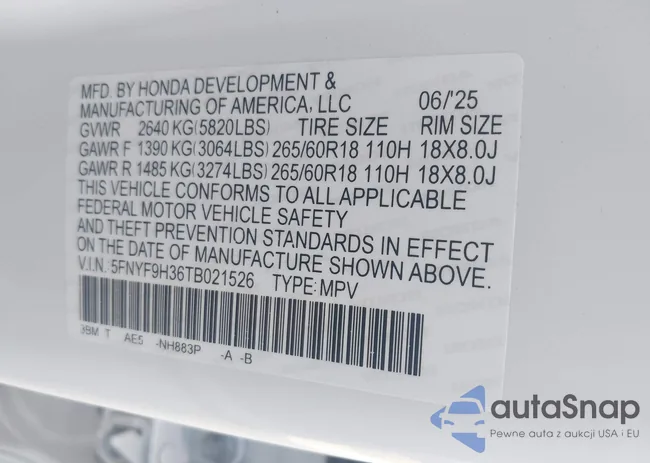 MFD. BY HONDA DEVELOPMENT &
MANUFACTURING OF AMERICA, LLC 06/'25
GVWR 2640 KG(5820LBS) TIRE SIZE RIM SIZE
GAWR F 1390 KG(3064LBS) 265/60R18 110H 18X8.0J
GAWR R 1485 KG(3274LBS) 265/60R18 110H 18X8.0J
THIS VEHICLE CONFORMS TO ALL APPLICABLE
FEDERAL MOTOR VEHICLE SAFETY
AND THEFT PREVENTION STANDARDS IN EFFECT
ON THE DATE OF MANUFACTURE SHOWN ABOVE.
V.I.N.:5FNYF9H36TB021526 TYPE:MPV
3BM T AE5 -NH883P -A -B
autaSnap
Pewne auta z aukcji USA i EU